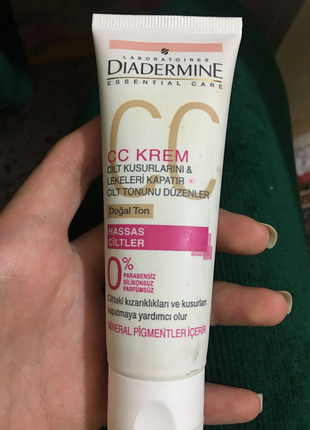 LABORATOIRES
DIADERMINE
ESSENTIAL CARE
CC
CC KREM
CİLT KUSURLARINI &
LEKELERİ KAPATIR
CİLT TONUNU DÜZENLER
Doğal Ton
HASSAS
CİLTLER
0%
PARABENSİZ
SİLİKONSUZ
PARFÜMSÜZ
Ciltteki kızarıklıkları ve kusurları
kapatmaya yardımcı olur
MİNERAL PİGMENTLER İÇERİR